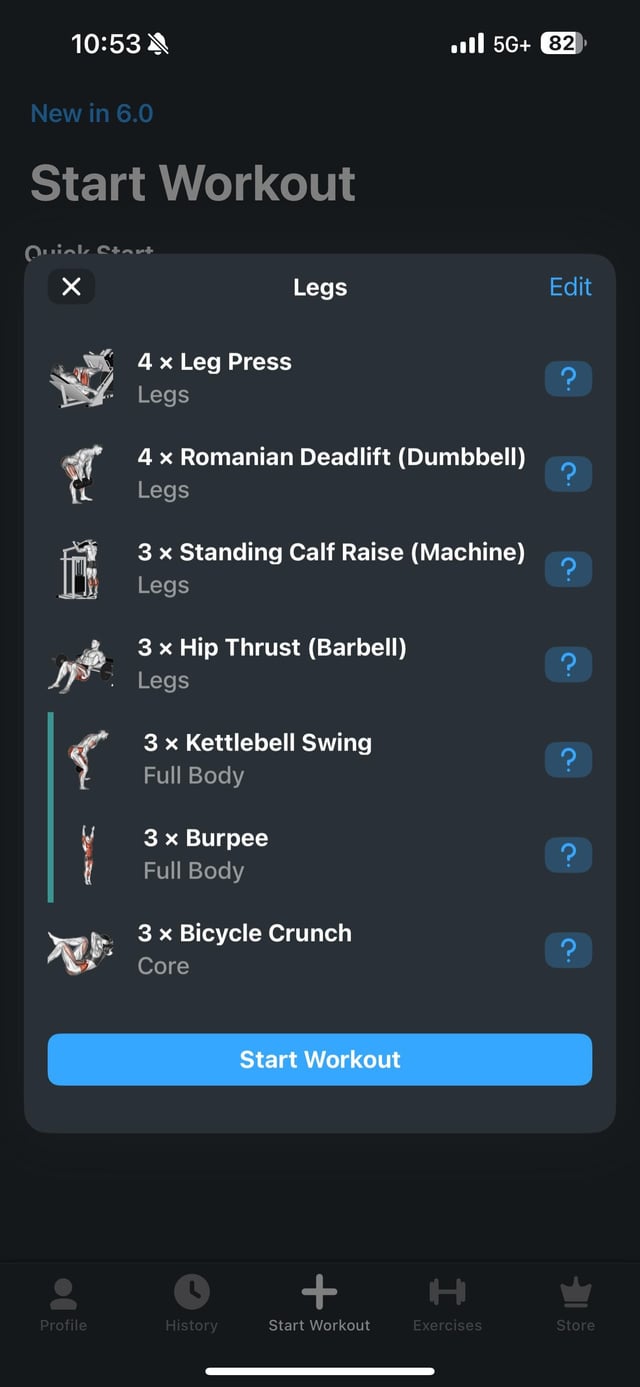 10:53
5G+
82
New in 6.0
Start Workout
Quick Start
Legs
Edit
4 × Leg Press
Legs
?
4 × Romanian Deadlift (Dumbbell)
Legs
?
3 × Standing Calf Raise (Machine)
Legs
?
3 × Hip Thrust (Barbell)
Legs
?
3 × Kettlebell Swing
Full Body
?
3 × Burpee
Full Body
?
3 × Bicycle Crunch
Core
?
Start Workout
Profile
History
Start Workout
Exercises
Store